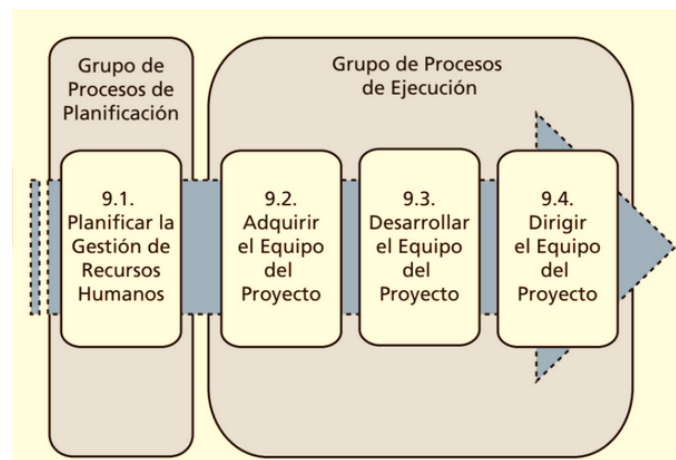 Grupo de
Procesos de
Planificación
Grupo de Procesos
de Ejecución
9.1.
Planificar la
Gestión de
Recursos
Humanos
9.2.
Adquirir
el Equipo
del
Proyecto
9.3.
Desarrollar
el Equipo
del
Proyecto
9.4.
Dirigir
el Equipo
del
Proyecto